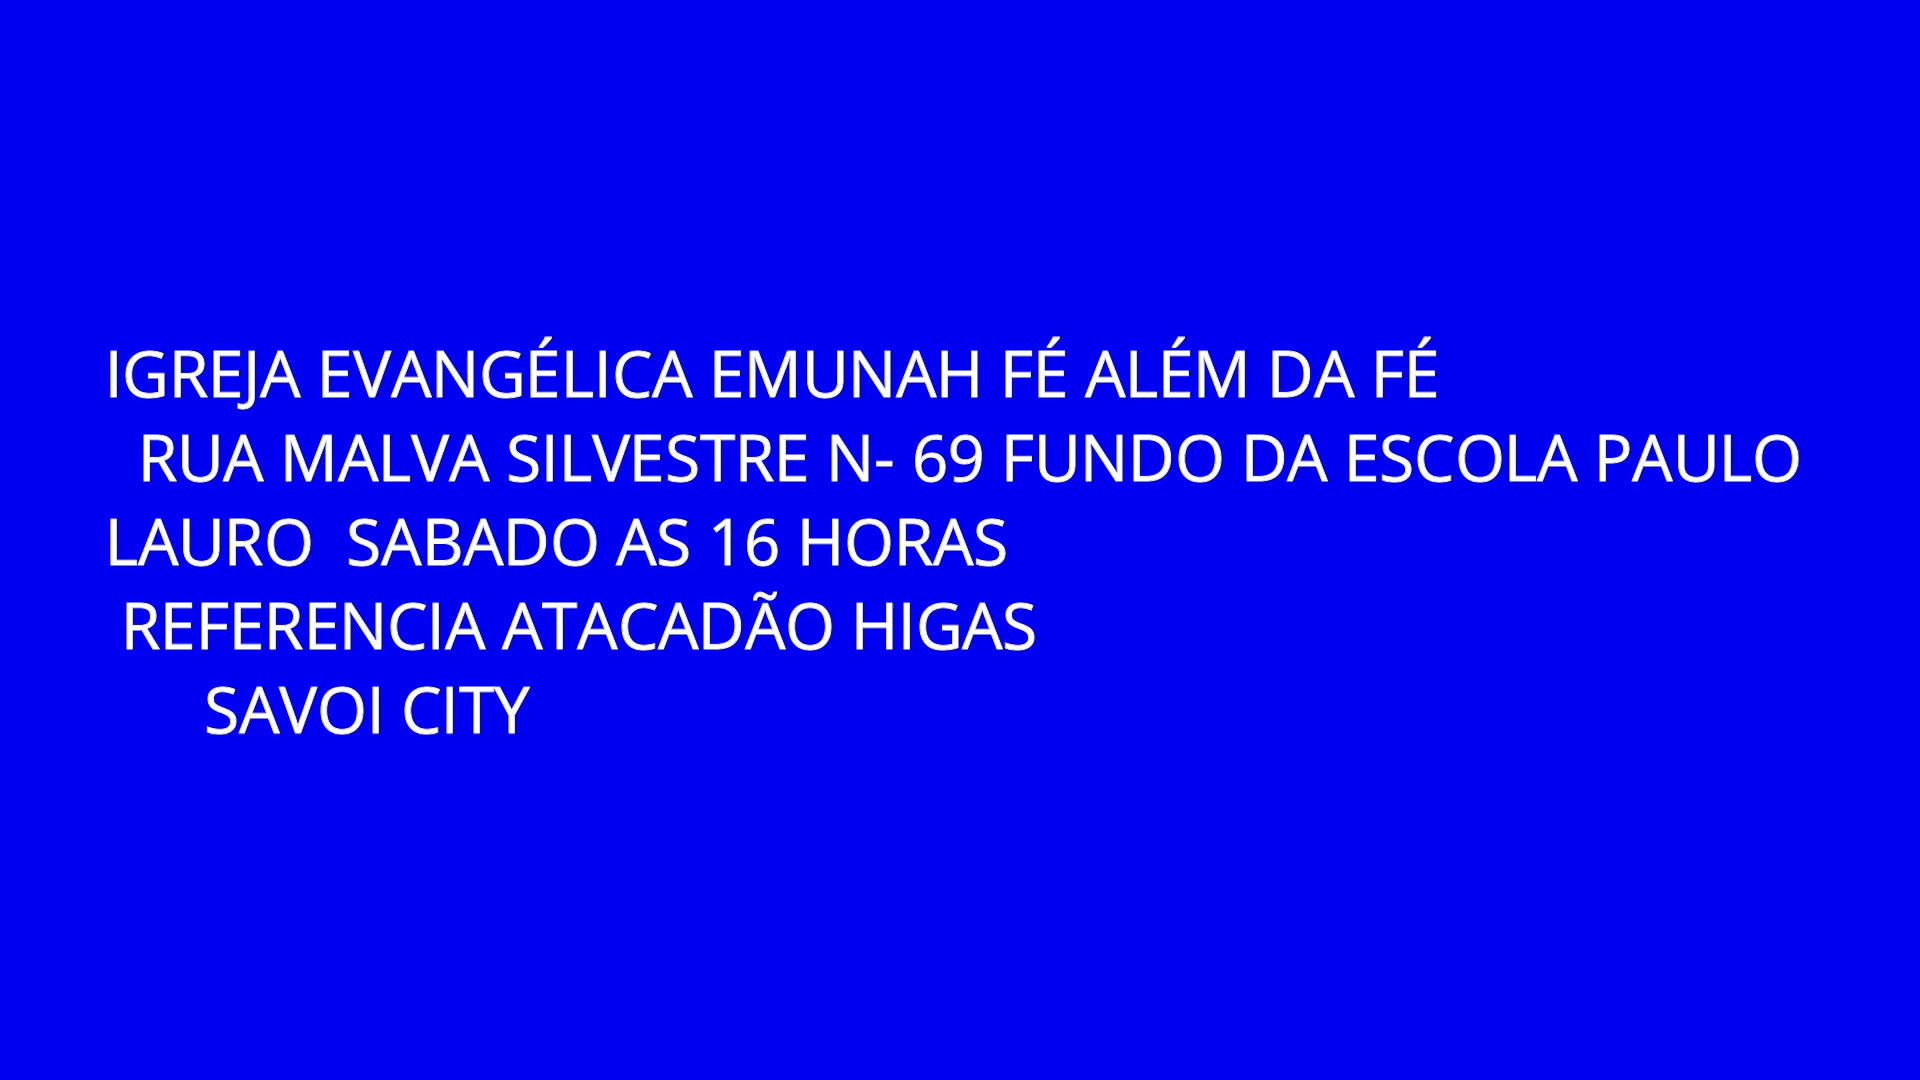 IGREJA EVANGÉLICA EMUNAH FÉ ALÉM DA FÉ
RUA MALVA SILVESTRE N- 69 FUNDO DA ESCOLA PAULO
LAURO  SABADO AS 16 HORAS
REFERENCIA ATACADÃO HIGAS
SAVOI CITY